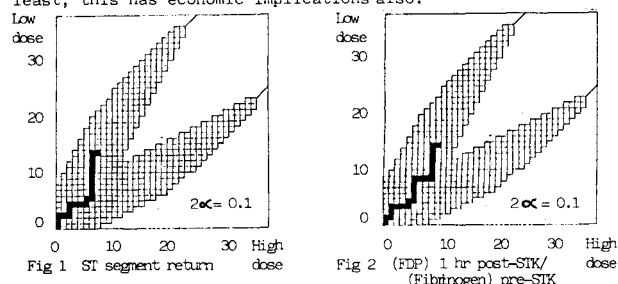 least, this has economic implications also.
Low
dose
30
20
10
0
2∝= 0.1
0 10 20 30 High
dose
Fig 1 ST segment return
Low
dose
30
20
10
0
2∝= 0.1
0 10 20 30 High
dose
Fig 2 (FDP) 1 hr post-STK/
(Fibrinogen) pre-STK